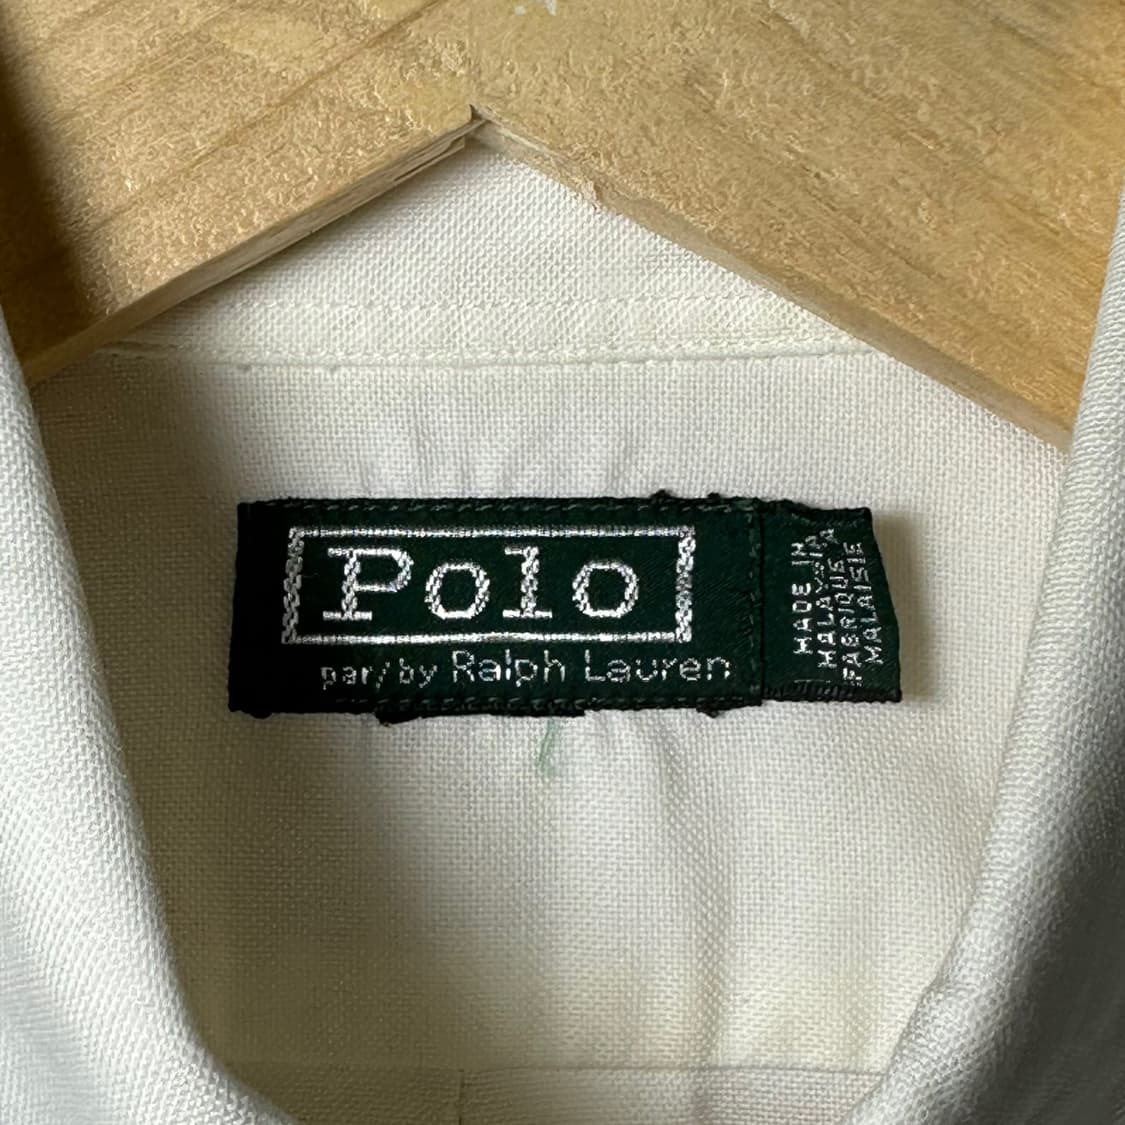 Polo
par/by Ralph Lauren
MADE IN
MALAYSIA
FABRIQUE A
MALAISIE